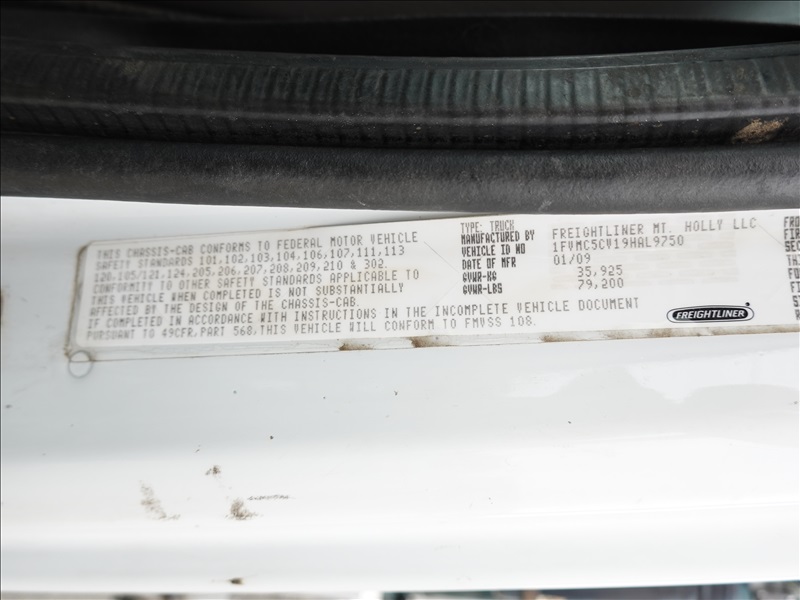 THIS CHASSIS-CAB CONFORMS TO FEDERAL MOTOR VEHICLE
SAFETY STANDARDS 101,102,103,104,106,107,111,113
120,105/121,124,205,206,207,208,209,210 & 302.
CONFORMITY TO OTHER SAFETY STANDARDS APPLICABLE TO
THIS VEHICLE WHEN COMPLETED IS NOT SUBSTANTIALLY
AFFECTED BY THE DESIGN OF THE CHASSIS-CAB.
IF COMPLETED IN ACCORDANCE WITH INSTRUCTIONS IN THE INCOMPLETE VEHICLE DOCUMENT
PURSUANT TO 49CFR,PART 568,THIS VEHICLE WILL CONFORM TO FMVSS 108.
TYPE: TRUCK
MANUFACTURED BY FREIGHTLINER MT. HOLLY LLC
1FVMC5CV19HAL9750
DATE OF MFR 01/09
GVWR-KG 35,925
GVWR-LBS 79,200
FREIGHTLINER
FRO
FIR
SEC